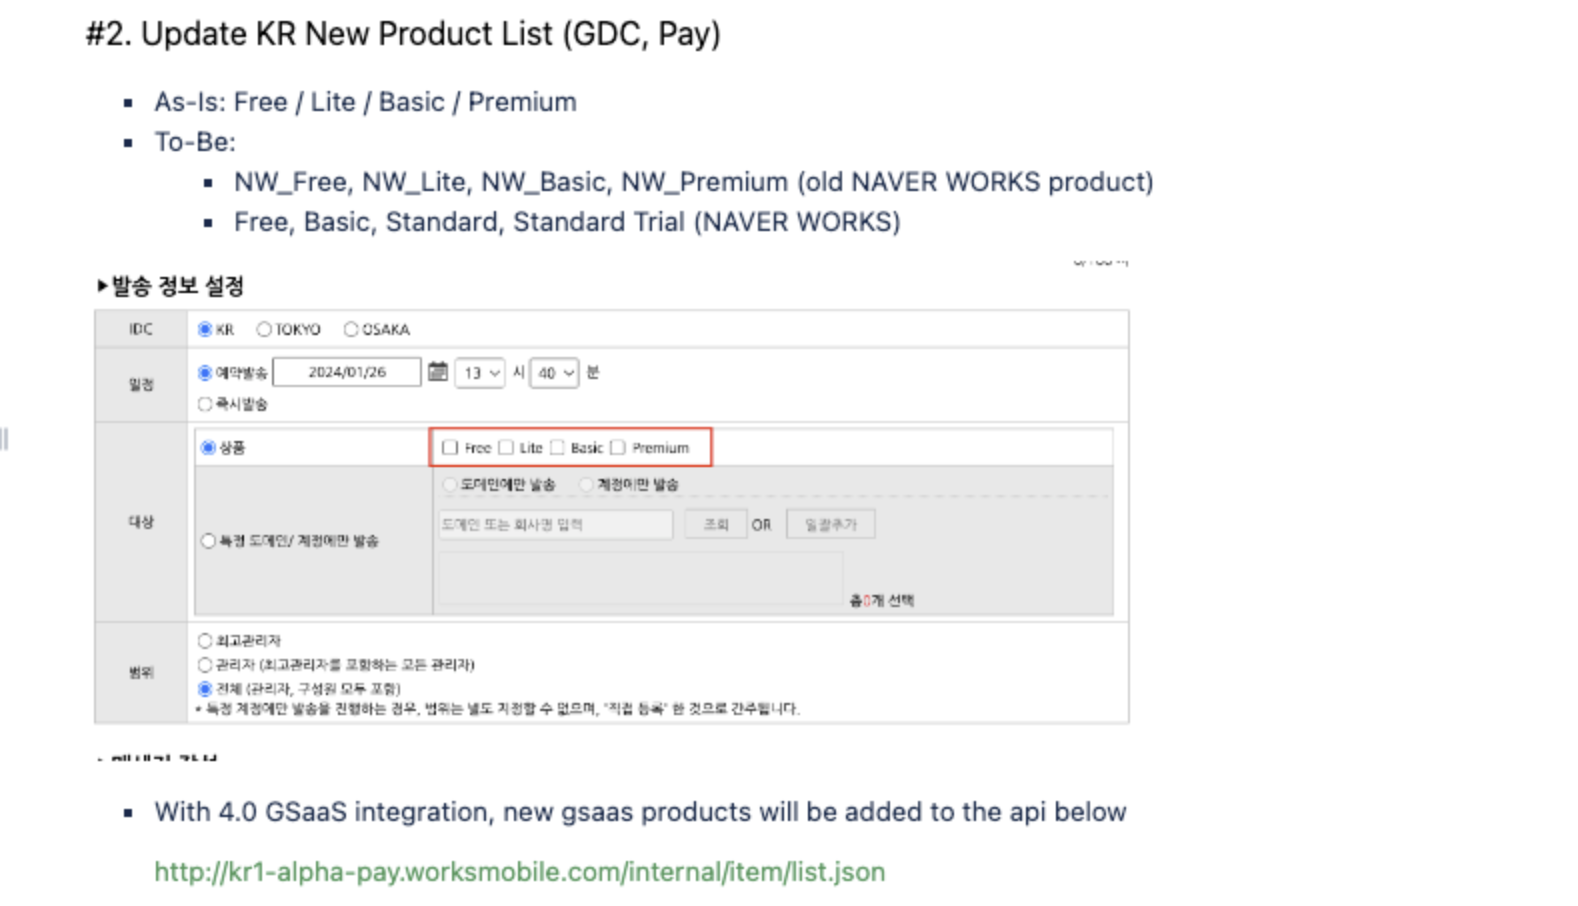 #2. Update KR New Product List (GDC, Pay)
As-Is: Free / Lite / Basic / Premium
To-Be:
NW_Free, NW_Lite, NW_Basic, NW_Premium (old NAVER WORKS product)
Free, Basic, Standard, Standard Trial (NAVER WORKS)
▶발송 정보 설정
IDC KR TOKYO OSAKA
일정 예약발송 2024/01/26 13 시 40 분
즉시발송
대상 상품 Free Lite Basic Premium
도메인에만 발송 계정에만 발송
특정 도메인/ 계정에만 발송 도메인 또는 회사명 입력 조회 OR 일괄추가
총0개 선택
범위 최고관리자
관리자 (최고관리자를 포함하는 모든 관리자)
전체 (관리자, 구성원 모두 포함)
* 특정 계정에만 발송을 진행하는 경우, 범위는 별도 지정할 수 없으며, "직접 등록" 한 것으로 간주됩니다.
With 4.0 GSaaS integration, new gsaas products will be added to the api below
http://kr1-alpha-pay.worksmobile.com/internal/item/list.json